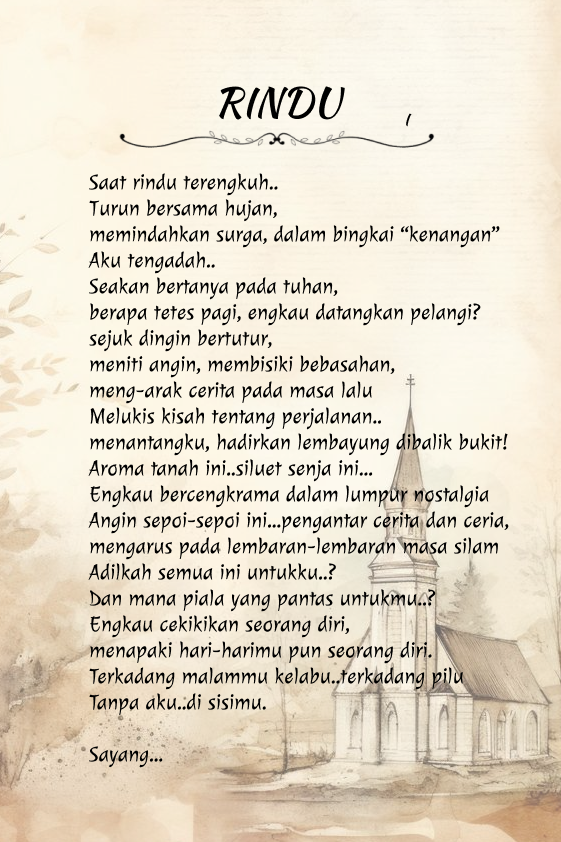 RINDU
Saat rindu terengkuh..
Turun bersama hujan,
memindahkan surga, dalam bingkai “kenangan”
Aku tengadah..
Seakan bertanya pada tuhan,
berapa tetes pagi, engkau datangkan pelangi?
sejuk dingin bertutur,
meniti angin, membisiki bebasahan,
meng-arak cerita pada masa lalu
Melukis kisah tentang perjalanan..
menantangku, hadirkan lembayung dibalik bukit!
Aroma tanah ini..siluet senja ini...
Engkau bercengkrama dalam lumpur nostalgia
Angin sepoi-sepoi ini...pengantar cerita dan ceria,
mengarus pada lembaran-lembaran masa silam
Adilkah semua ini untukku..?
Dan mana piala yang pantas untukmu..?
Engkau cekikikan seorang diri,
menapaki hari-harimu pun seorang diri.
Terkadang malammu kelabu..terkadang pilu
Tanpa aku..di sisimu.
Sayang...